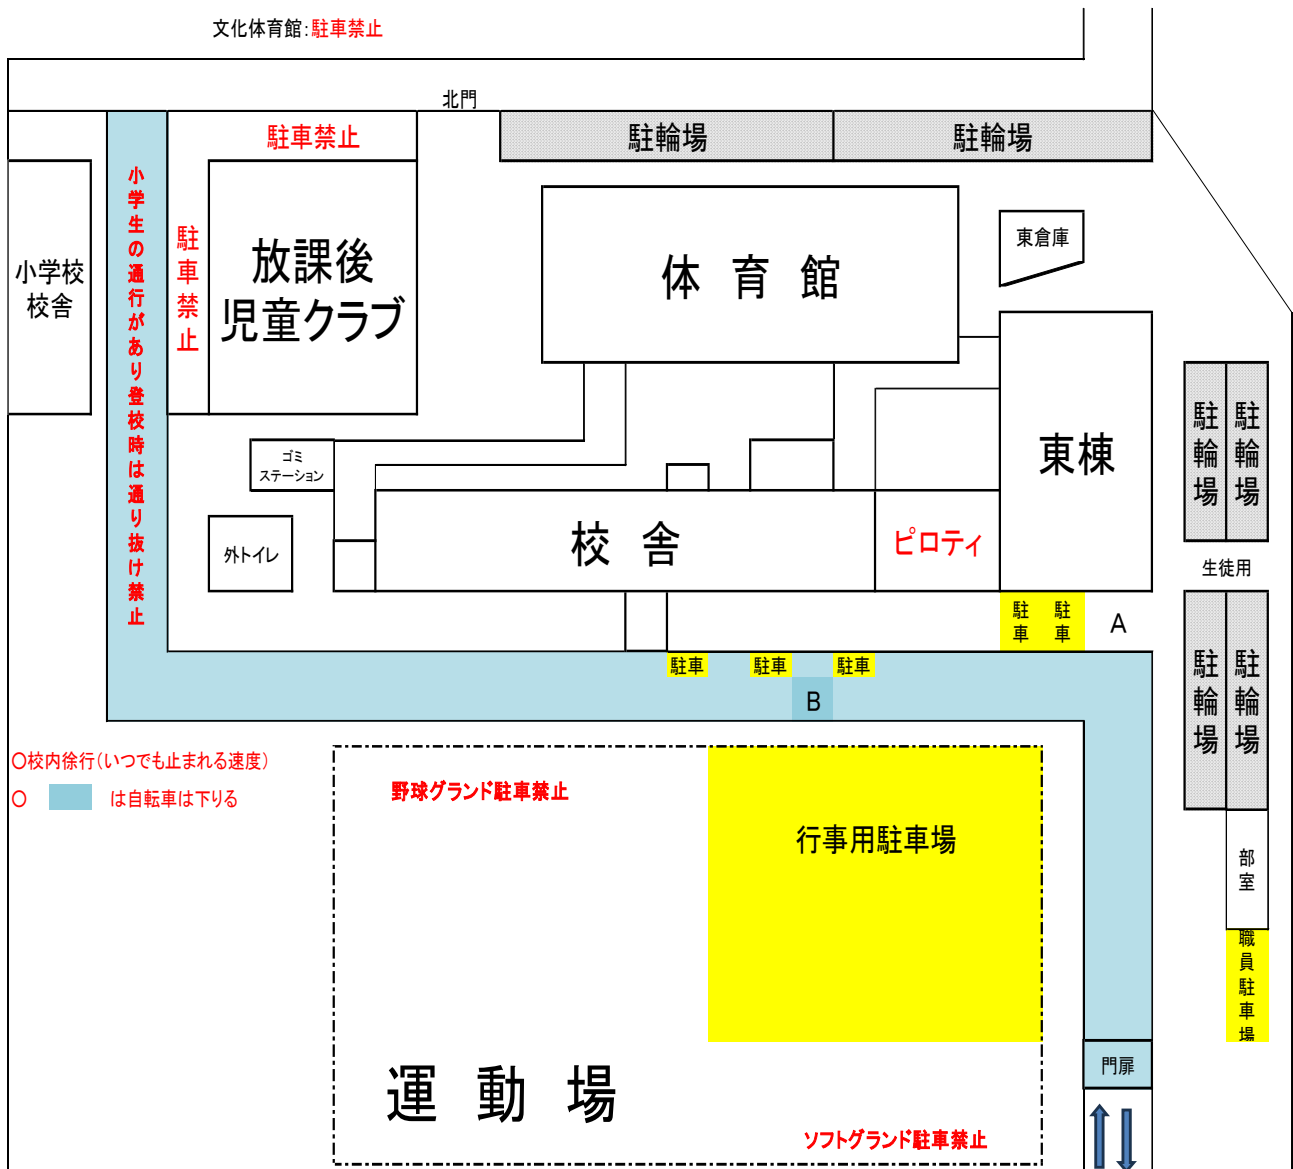 文化体育館:駐車禁止
北門
駐車禁止
駐輪場
駐輪場
小学生の通行があり登校時は通り抜け禁止
駐車禁止
小学校
校舎
放課後
児童クラブ
体 育 館
東倉庫
東棟
駐輪場
駐輪場
ゴミ
ステーション
外トイレ
校 舎
ピロティ
生徒用
駐車
駐車
A
駐車
駐車
駐車
B
駐輪場
駐輪場
〇校内徐行(いつでも止まれる速度)
〇 は自転車は下りる
野球グランド駐車禁止
行事用駐車場
部室
職員駐車場
門扉
運 動 場
ソフトグランド駐車禁止